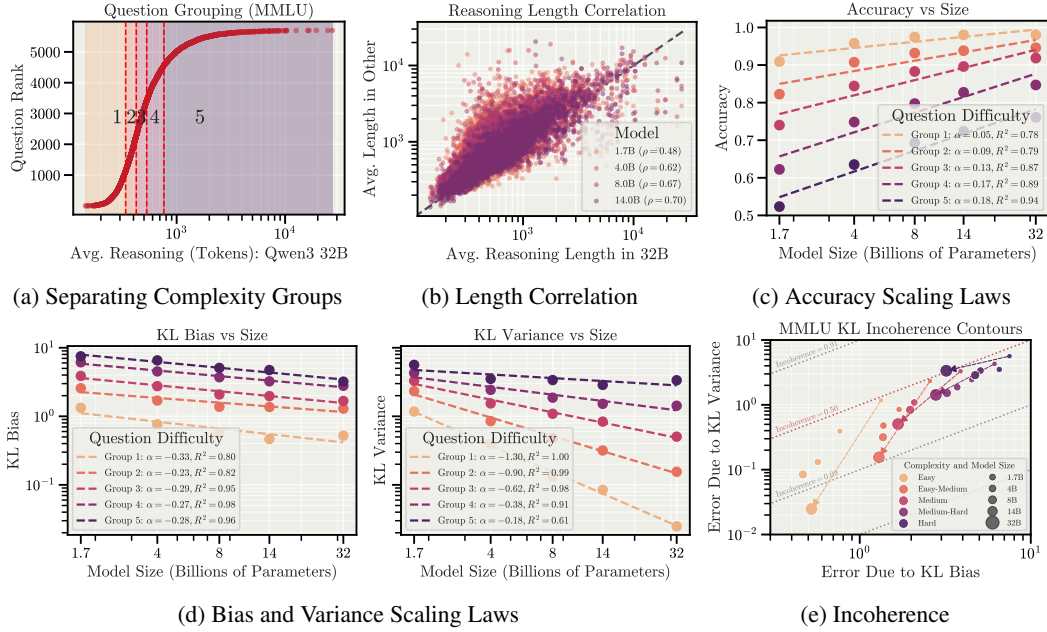 Question Grouping (MMLU)
Question Rank
5000
4000
3000
2000
1000
1 2 3 4 5
10³ 10⁴
Avg. Reasoning (Tokens): Qwen3 32B
(a) Separating Complexity Groups
Reasoning Length Correlation
Avg. Length in Other
10³
Model
1.7B (ρ=0.48)
4.0B (ρ=0.62)
8.0B (ρ=0.67)
14.0B (ρ=0.70)
10³ 10⁴
Avg. Reasoning Length in 32B
(b) Length Correlation
Accuracy vs Size
Accuracy
1.0
0.9
0.8
0.7
0.6
0.5
Question Difficulty
Group 1: α=0.05, R²=0.78
Group 2: α=0.09, R²=0.79
Group 3: α=0.13, R²=0.87
Group 4: α=0.17, R²=0.89
Group 5: α=0.18, R²=0.94
1.7 4 8 14 32
Model Size (Billions of Parameters)
(c) Accuracy Scaling Laws
KL Bias vs Size
KL Bias
10¹
10⁰
10⁻¹
Question Difficulty
Group 1: α=−0.33, R²=0.80
Group 2: α=−0.23, R²=0.82
Group 3: α=−0.29, R²=0.95
Group 4: α=−0.27, R²=0.98
Group 5: α=−0.28, R²=0.96
1.7 4 8 14 32
Model Size (Billions of Parameters)
KL Variance vs Size
KL Variance
10¹
10⁰
10⁻¹
Question Difficulty
Group 1: α=−1.30, R²=1.00
Group 2: α=−0.90, R²=0.99
Group 3: α=−0.62, R²=0.98
Group 4: α=−0.38, R²=0.91
Group 5: α=−0.18, R²=0.61
1.7 4 8 14 32
Model Size (Billions of Parameters)
(d) Bias and Variance Scaling Laws
MMLU KL Incoherence Contours
Error Due to KL Variance
10¹
10⁰
10⁻¹
10⁻²
Incoherence = 0.91
Incoherence = 0.50
Incoherence = 0.09
Complexity and Model Size
Easy
Easy-Medium
Medium
Medium-Hard
Hard
1.7B
4B
8B
14B
32B
10⁰ 10¹
Error Due to KL Bias
(e) Incoherence